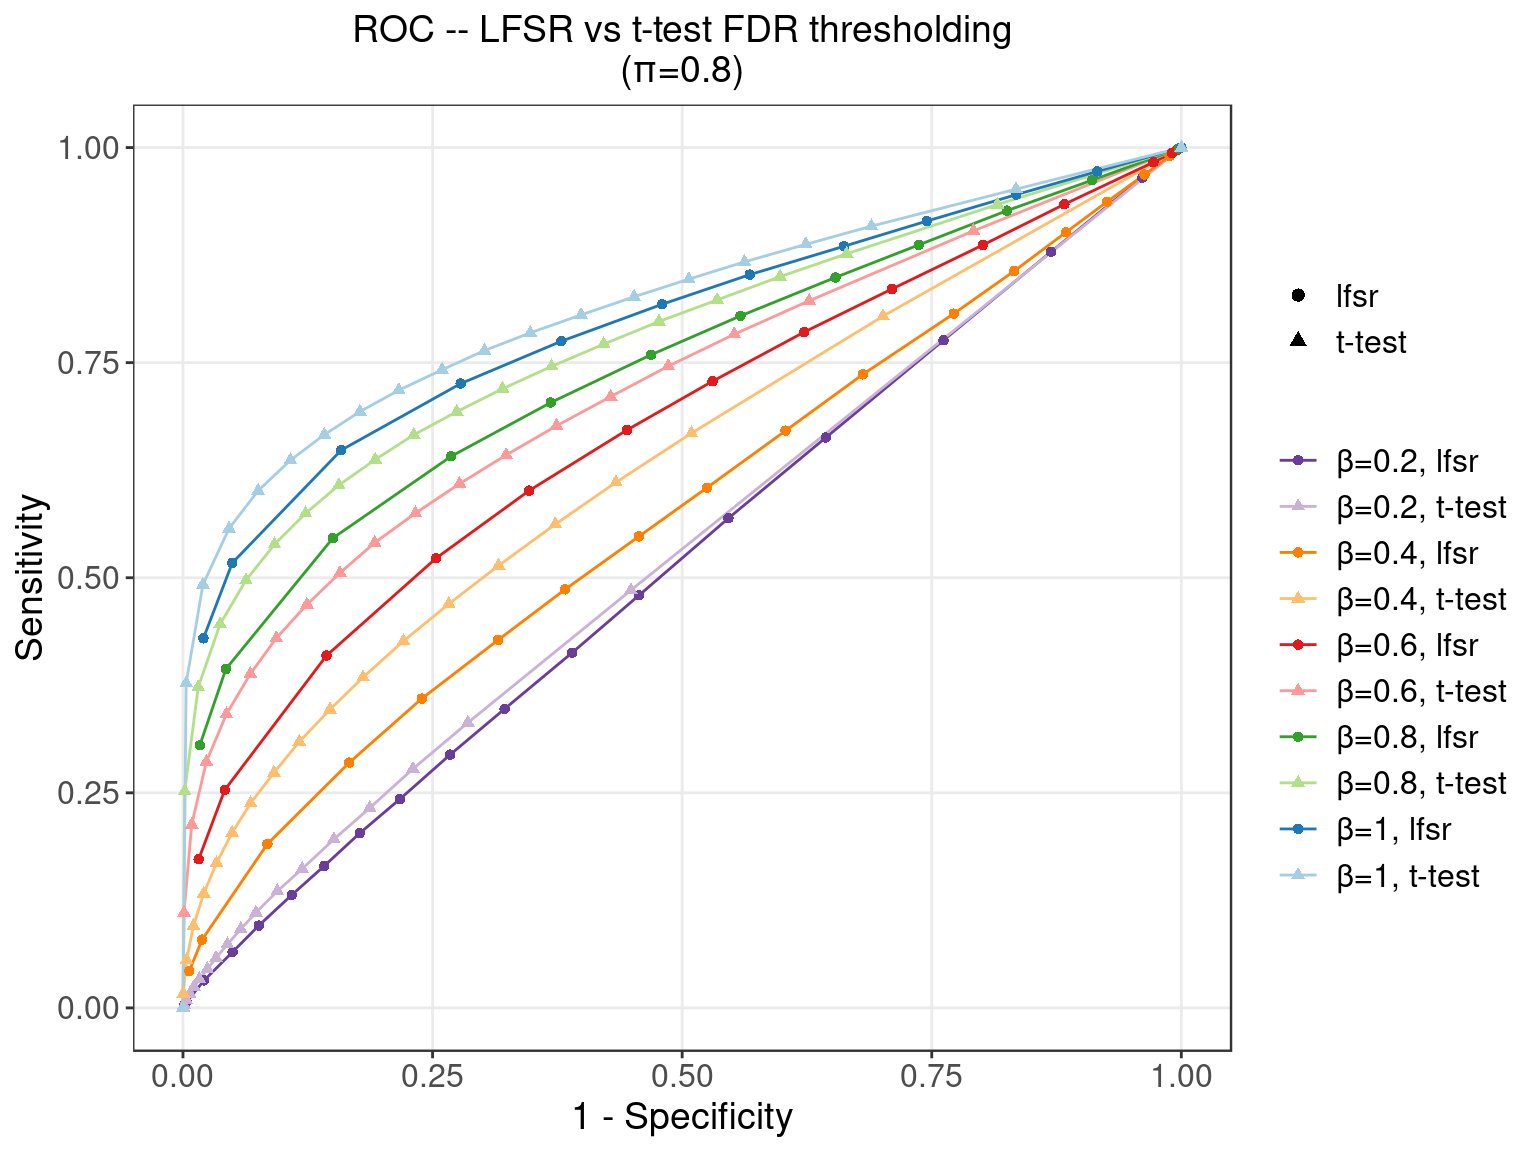 ROC -- LFSR vs t-test FDR thresholding
(π=0.8)
Sensitivity
1.00
0.75
0.50
0.25
0.00
0.00
0.25
0.50
0.75
1.00
1 - Specificity
lfsr
t-test
β=0.2, lfsr
β=0.2, t-test
β=0.4, lfsr
β=0.4, t-test
β=0.6, lfsr
β=0.6, t-test
β=0.8, lfsr
β=0.8, t-test
β=1, lfsr
β=1, t-test